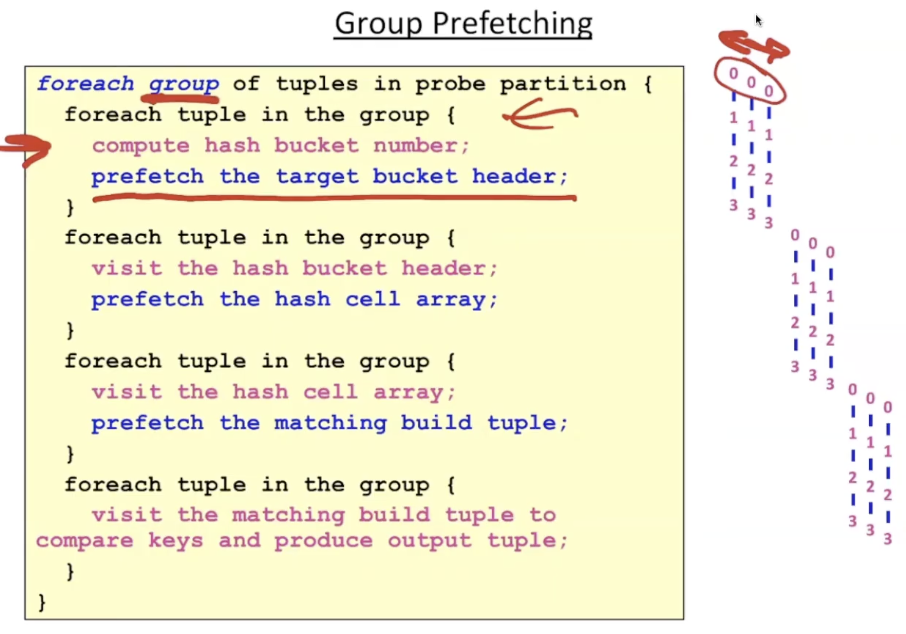 Group Prefetching
foreach group of tuples in probe partition {
foreach tuple in the group {
compute hash bucket number;
prefetch the target bucket header;
}
foreach tuple in the group {
visit the hash bucket header;
prefetch the hash cell array;
}
foreach tuple in the group {
visit the hash cell array;
prefetch the matching build tuple;
}
foreach tuple in the group {
visit the matching build tuple to
compare keys and produce output tuple;
}
}
0 0 0
1 1 1
2 2 2
3 3 3
0 0 0
1 1 1
2 2 2
3 3 3
0 0 0
1 1 1
2 2 2
3 3 3